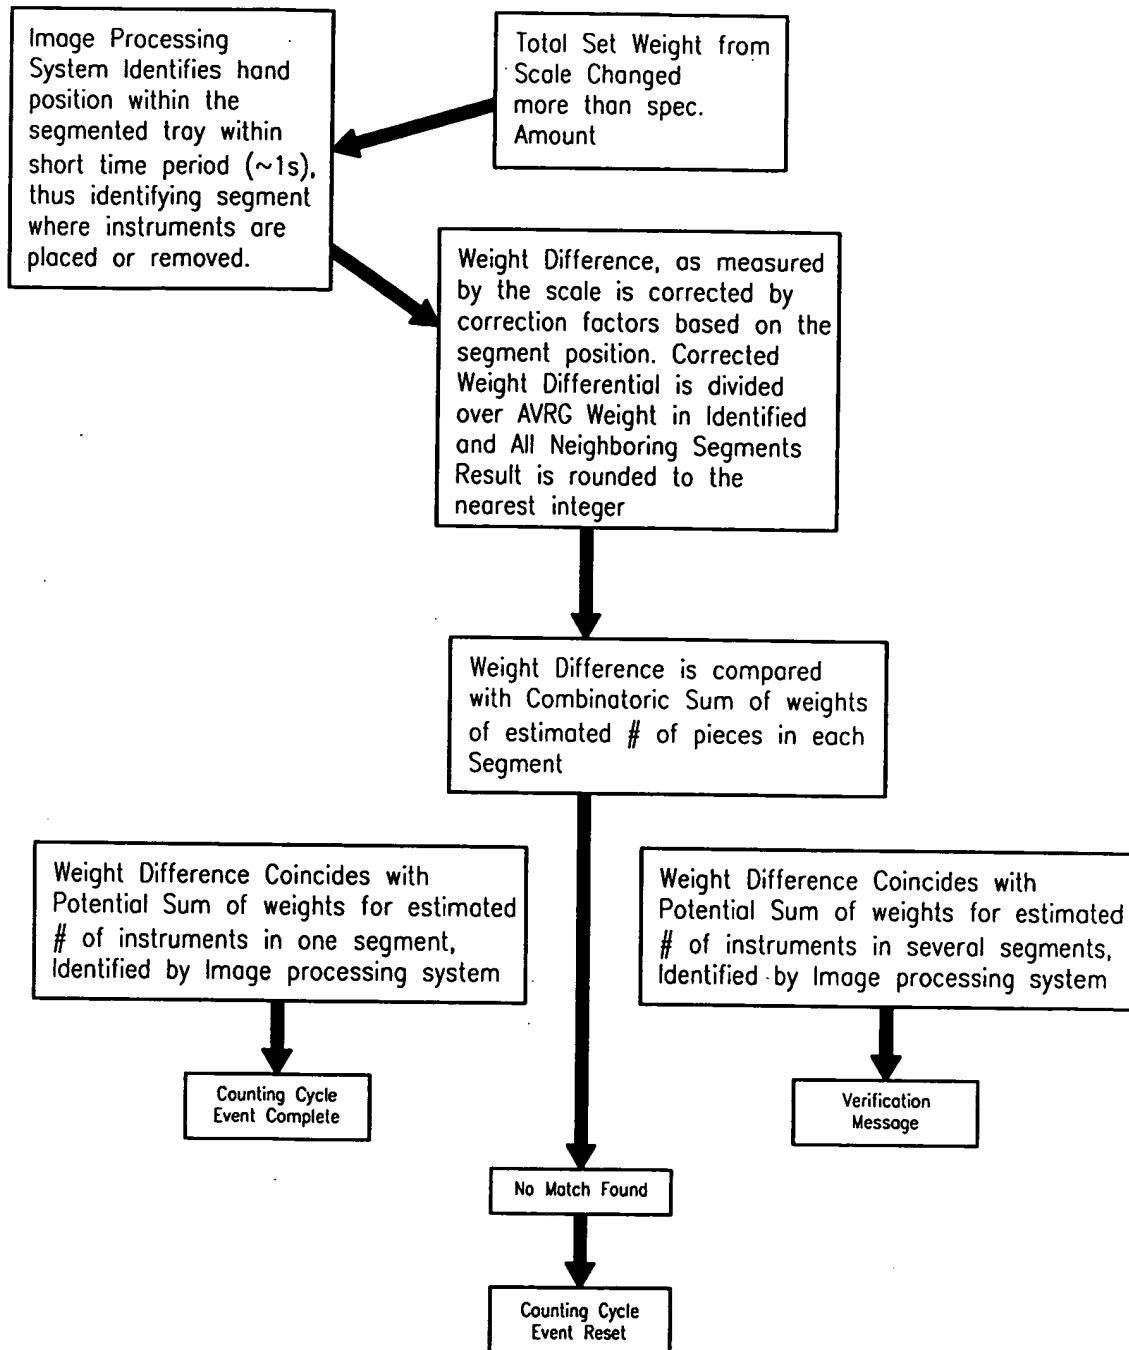 Image Processing
System Identifies hand
position within the
segmented tray within
short time period (~1s),
thus identifying segment
where instruments are
placed or removed.
Total Set Weight from
Scale Changed
more than spec.
Amount
Weight Difference, as measured
by the scale is corrected by
correction factors based on the
segment position. Corrected
Weight Differential is divided
over AVRG Weight in Identified
and All Neighboring Segments
Result is rounded to the
nearest integer
Weight Difference is compared
with Combinatoric Sum of weights
of estimated # of pieces in each
Segment
Weight Difference Coincides with
Potential Sum of weights for estimated
# of instruments in one segment,
Identified by Image processing system
Weight Difference Coincides with
Potential Sum of weights for estimated
# of instruments in several segments,
Identified by Image processing system
Counting Cycle
Event Complete
Verification
Message
No Match Found
Counting Cycle
Event Reset